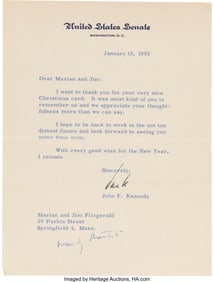 United States Senate
WASHINGTON, D. C.
January 15, 1955
Dear Marian and Jim:
I want to thank you for your very nice
Christmas card. It was most kind of you to
remember us and we appreciate your thought-
fulness more than we can say.
I hope to be back to work in the not too
distant future and look forward to seeing you
some time soon.
With every good wish for the New Year,
I remain
Sincerely,
Jack
John F. Kennedy
Marian and Jim Fitzgerald
29 Parkin Street
Springfield 4, Mass.
Imaged by Heritage Auctions, HA.com